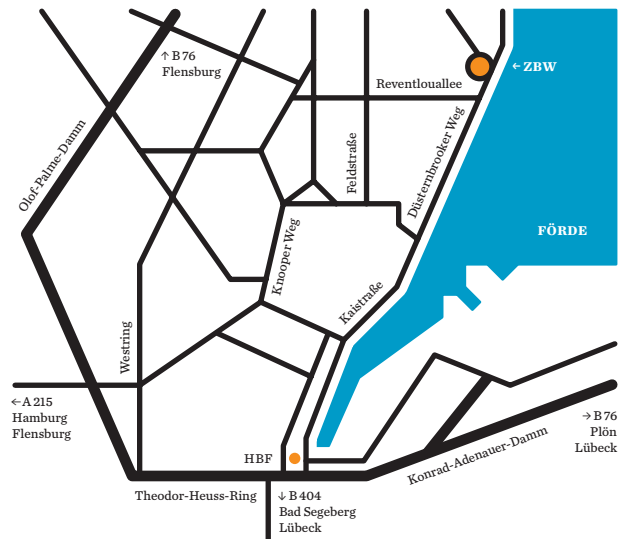 ↑ B 76
Flensburg
← ZBW
Reventlouallee
Olof-Palme-Damm
Feldstraße
Düsternbrooker Weg
FÖRDE
Knooper Weg
Kaistraße
Westring
← A 215
Hamburg
Flensburg
→ B 76
Plön
Lübeck
HBF
Konrad-Adenauer-Damm
Theodor-Heuss-Ring
↓ B 404
Bad Segeberg
Lübeck